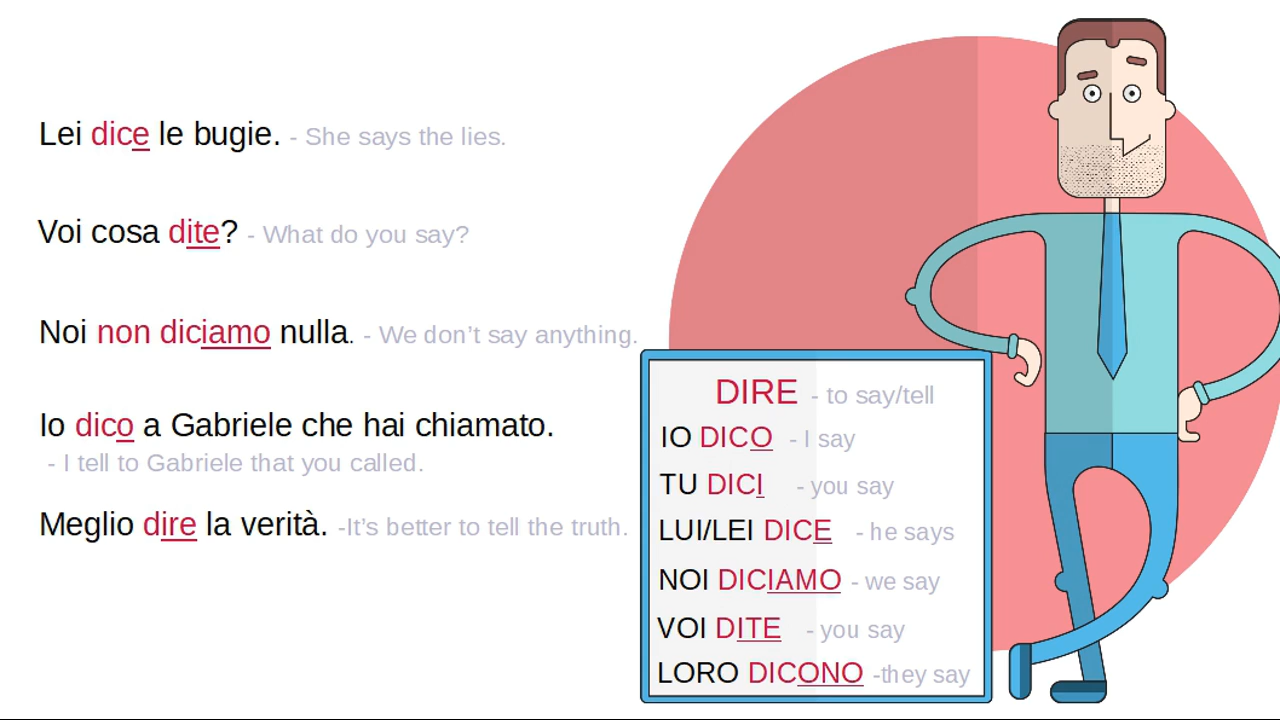 Lei dice le bugie. - She says the lies.
Voi cosa dite? - What do you say?
Noi non diciamo nulla. - We don't say anything.
Io dico a Gabriele che hai chiamato.
- I tell to Gabriele that you called.
Meglio dire la verità. -It's better to tell the truth.
DIRE - to say/tell
IO DICO - I say
TU DICI - you say
LUI/LEI DICE - he says
NOI DICIAMO - we say
VOI DITE - you say
LORO DICONO -they say